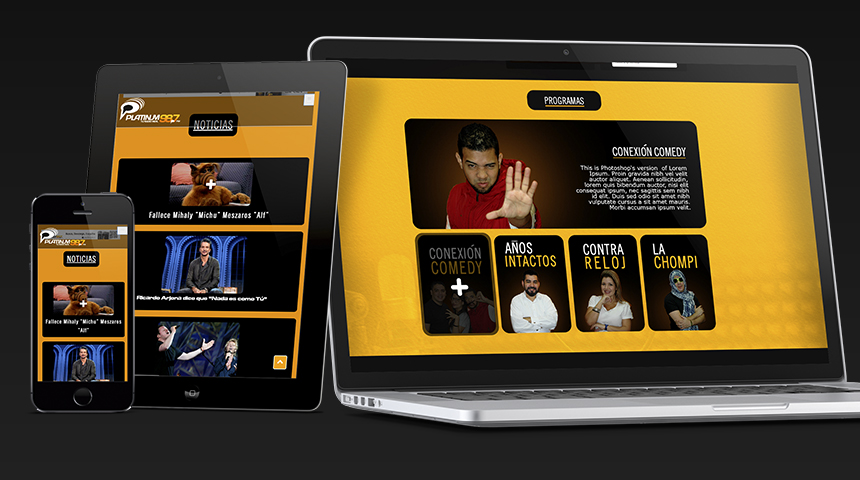 PLATIN.M 98.7
NOTICIAS
Fallece Mihaly "Michu" Meszaros
"Alf"
PLATIN.M 98.7
NOTICIAS
Fallece Mihaly "Michu" Meszaros "Alf"
Ricardo Arjona dice que "Nada es como Tú"
PROGRAMAS
CONEXIÓN COMEDY
This is Photoshop's version of Lorem
Ipsum. Proin gravida nibh vel velit
auctor aliquet. Aenean sollicitudin,
lorem quis bibendum auctor, nisi elit
consequat ipsum, nec sagittis sem nibh
id elit. Duis sed odio sit amet nibh
vulputate cursus a sit amet mauris.
Morbi accumsan ipsum velit.
CONEXIÓN
COMEDY
AÑOS
INTACTOS
CONTRA
RELOJ
LA
CHOMPI